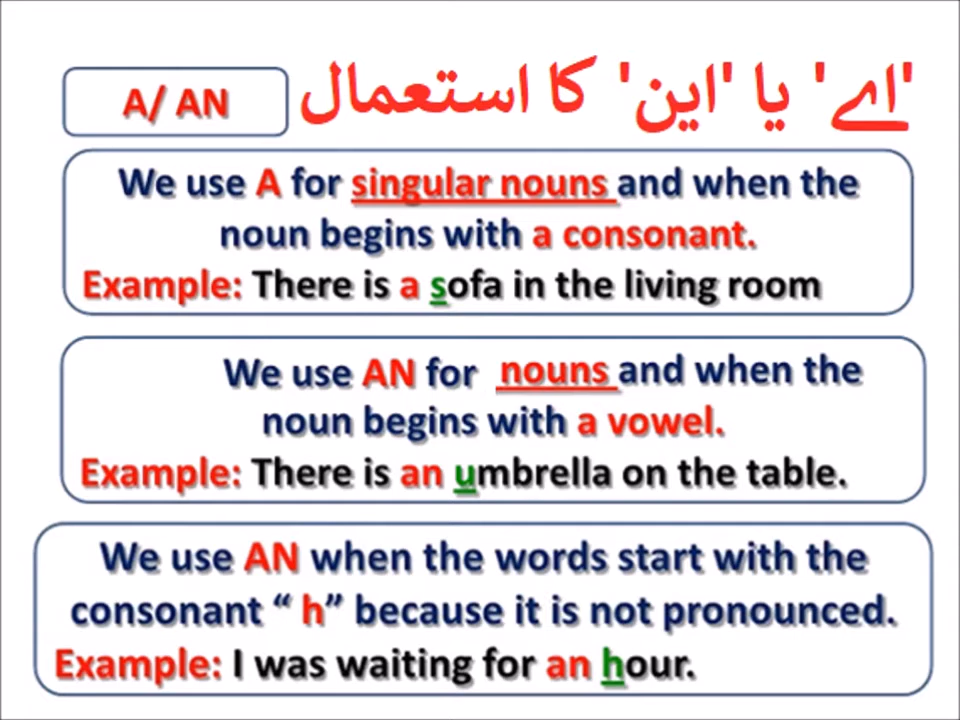 'اے' یا 'این' کا استعمال
A/ AN
We use A for singular nouns and when the
noun begins with a consonant.
Example: There is a sofa in the living room
We use AN for nouns and when the
noun begins with a vowel.
Example: There is an umbrella on the table.
We use AN when the words start with the
consonant “ h” because it is not pronounced.
Example: I was waiting for an hour.